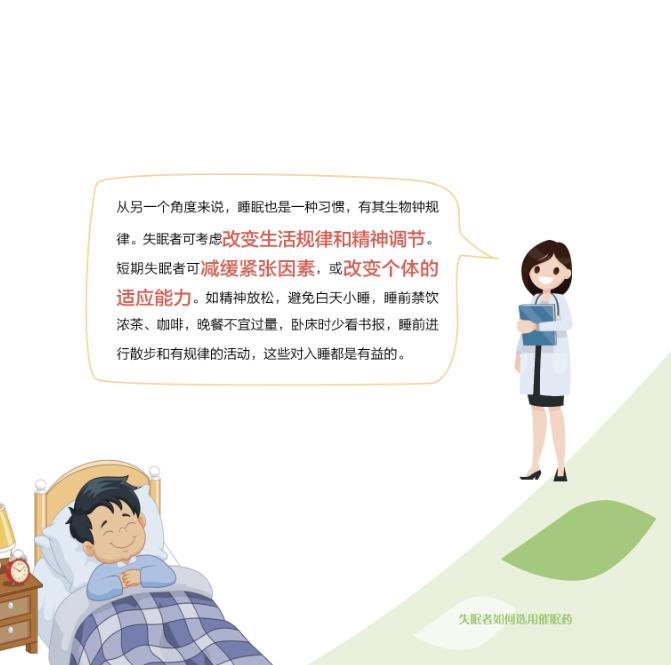 从另一个角度来说，睡眠也是一种习惯，有其生物钟规
律。失眠者可考虑改变生活规律和精神调节。
短期失眠者可减缓紧张因素，或改变个体的
适应能力。如精神放松，避免白天小睡，睡前禁饮
浓茶、咖啡，晚餐不宜过量，卧床时少看书报，睡前进
行散步和有规律的活动，这些对入睡都是有益的。
失眠者如何选用催眠药